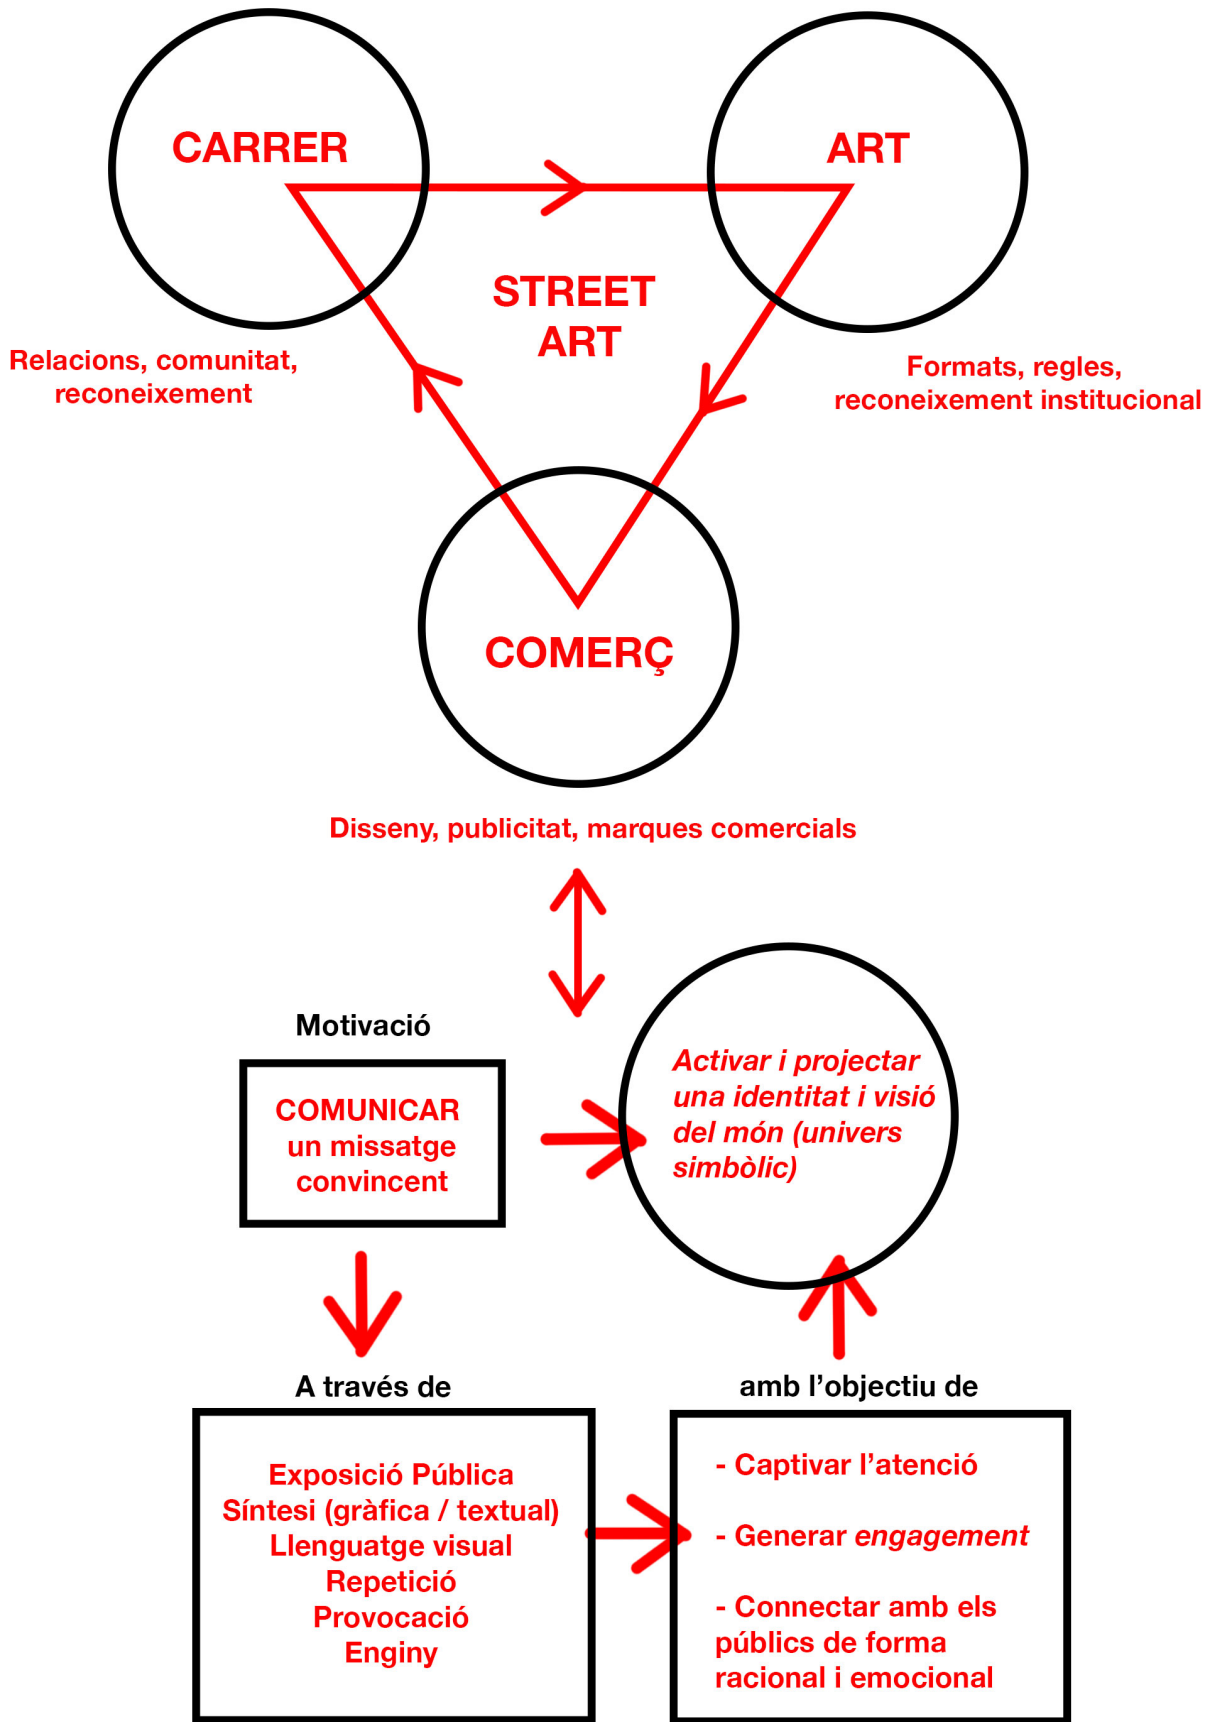 CARRER
ART
STREET
ART
Relacions, comunitat,
reconeixement
Formats, regles,
reconeixement institucional
COMERÇ
Disseny, publicitat, marques comercials
Motivació
COMUNICAR
un missatge
convincent
Activar i projectar
una identitat i visió
del món (univers
simbòlic)
A través de
Exposició Pública
Síntesi (gràfica / textual)
Llenguatge visual
Repetició
Provocació
Enginy
amb l’objectiu de
- Captivar l’atenció
- Generar engagement
- Connectar amb els
públics de forma
racional i emocional